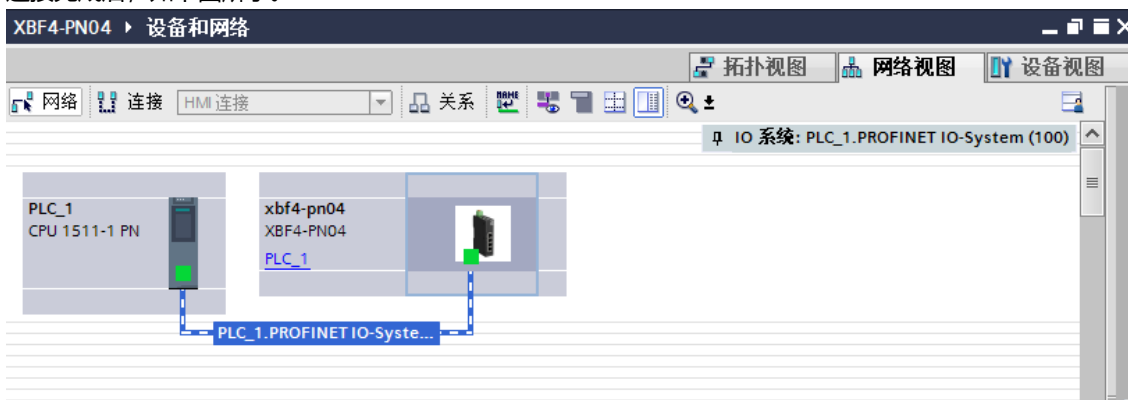 XBF4-PN04 ▸ 设备和网络
拓扑视图 网络视图 设备视图
网络 连接 HMI 连接 关系 NAME
IO 系统: PLC_1.PROFINET IO-System (100)
PLC_1
CPU 1511-1 PN
xbf4-pn04
XBF4-PN04
PLC_1
PLC_1.PROFINET IO-Syste...